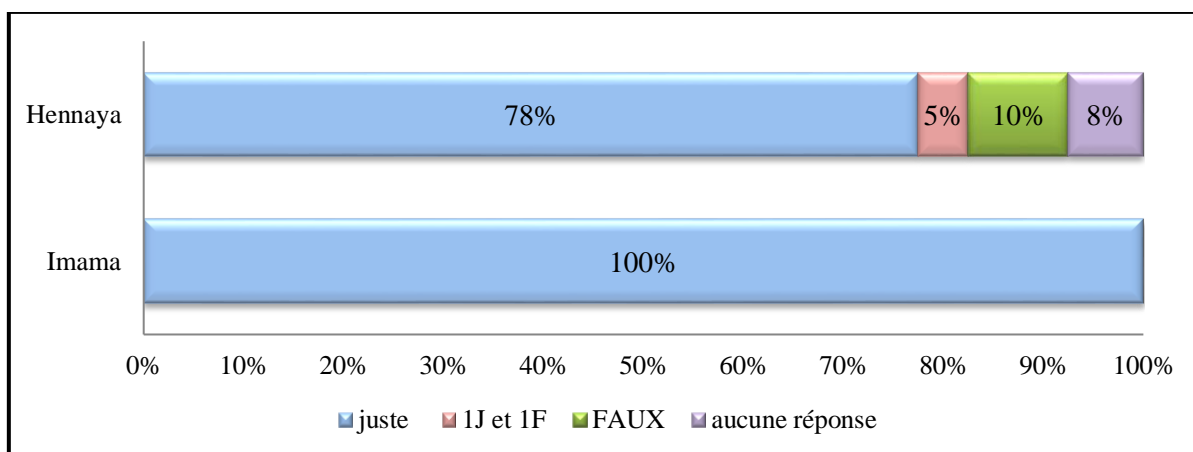 Hennaya
78% 5% 10% 8%
Imama
100%
0% 10% 20% 30% 40% 50% 60% 70% 80% 90% 100%
juste 1J et 1F FAUX aucune réponse